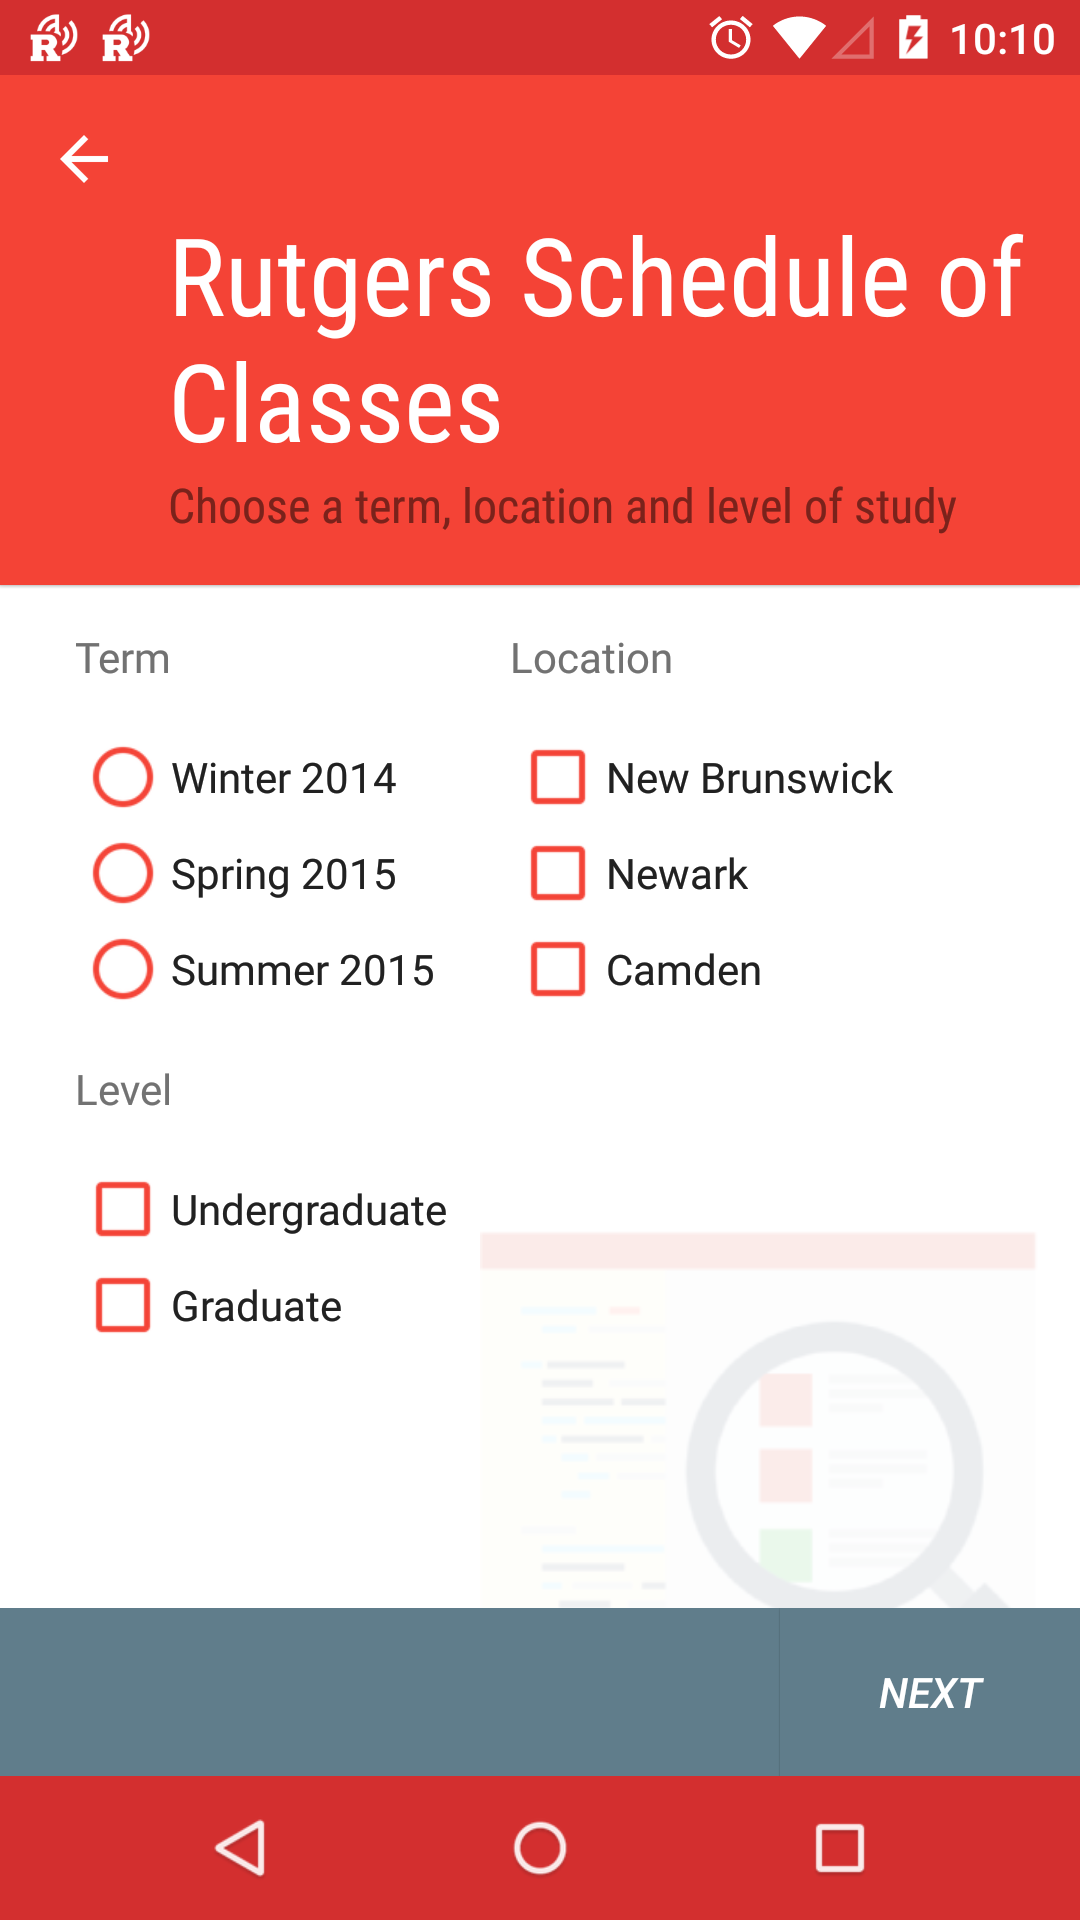 10:10
Rutgers Schedule of
Classes
Choose a term, location and level of study
Term
Winter 2014
Spring 2015
Summer 2015
Location
New Brunswick
Newark
Camden
Level
Undergraduate
Graduate
NEXT